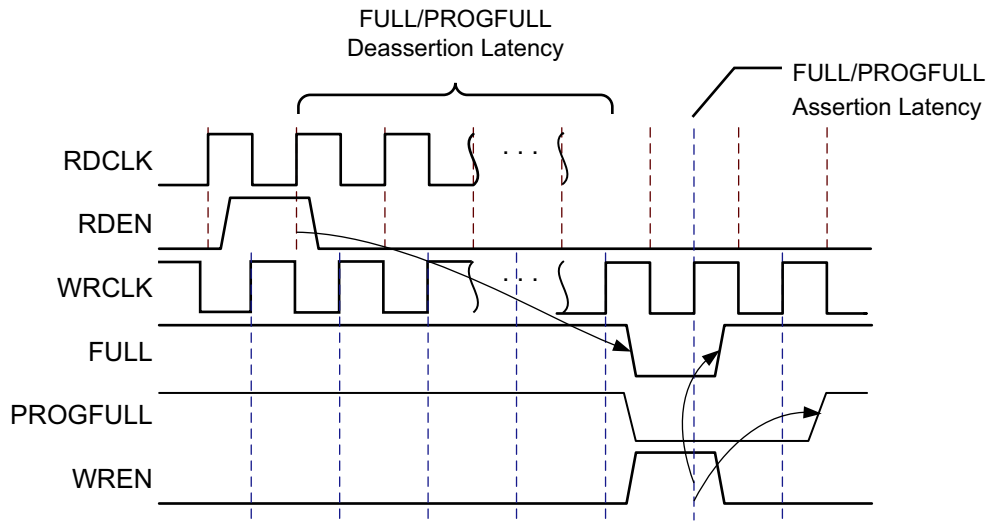 FULL/PROGFULL
Deassertion Latency
FULL/PROGFULL
Assertion Latency
RDCLK
. . .
RDEN
WRCLK
. . .
FULL
PROGFULL
WREN